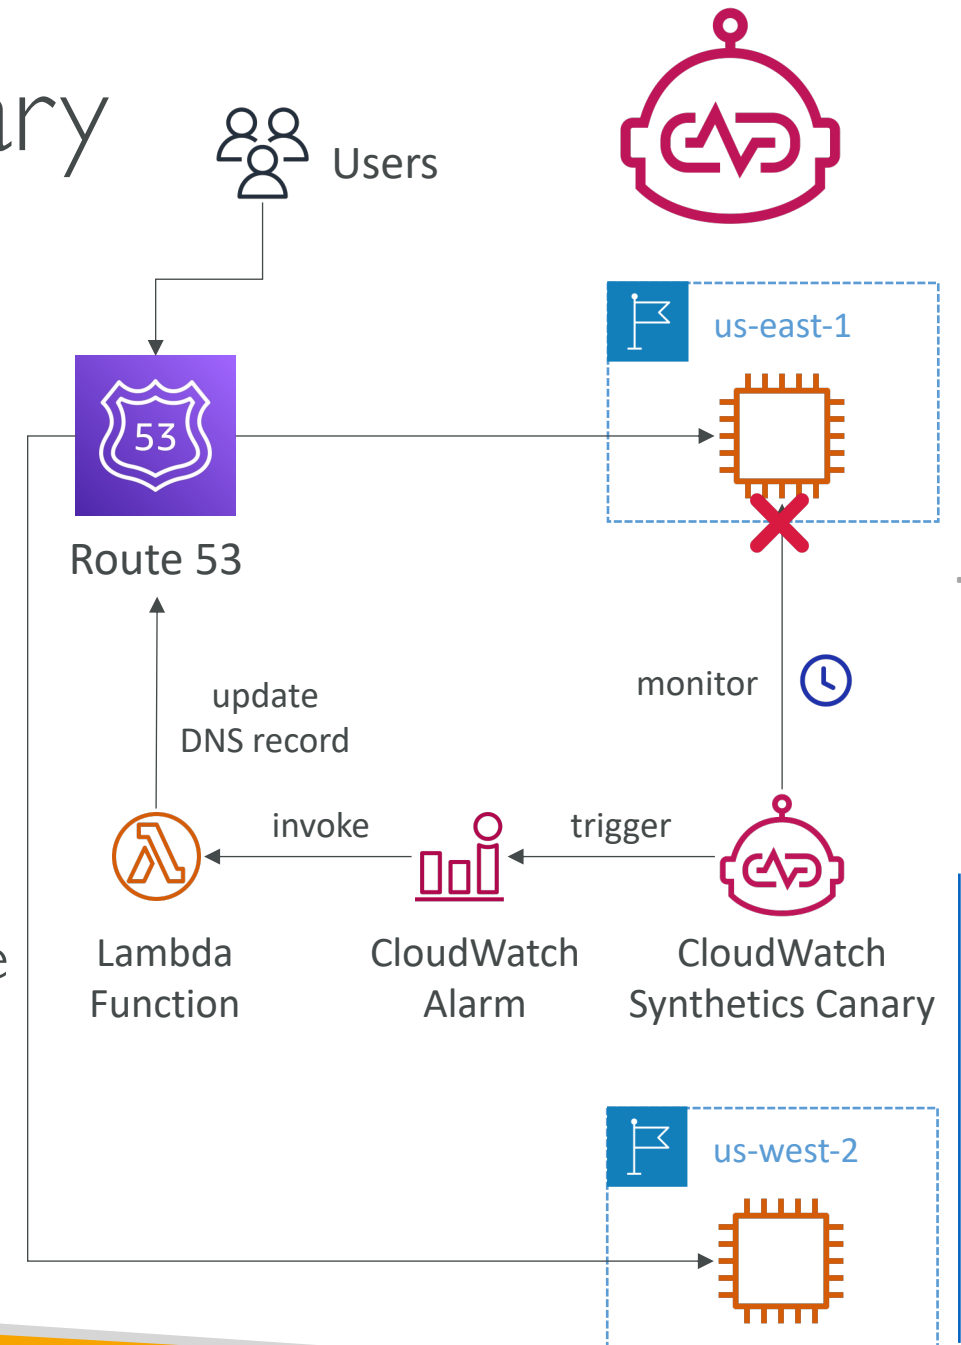 ary
Users
us-east-1
53
Route 53
monitor
update
DNS record
invoke
trigger
e
Lambda
Function
CloudWatch
Alarm
CloudWatch
Synthetics Canary
us-west-2